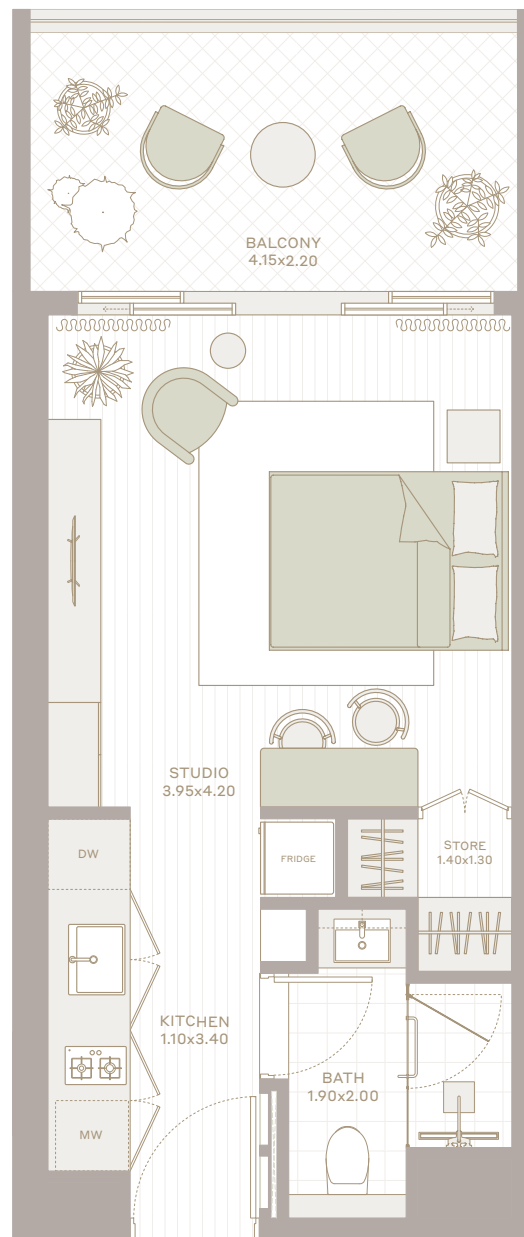 BALCONY
4.15x2.20
STUDIO
3.95x4.20
DW
FRIDGE
STORE
1.40x1.30
KITCHEN
1.10x3.40
BATH
1.90x2.00
MW